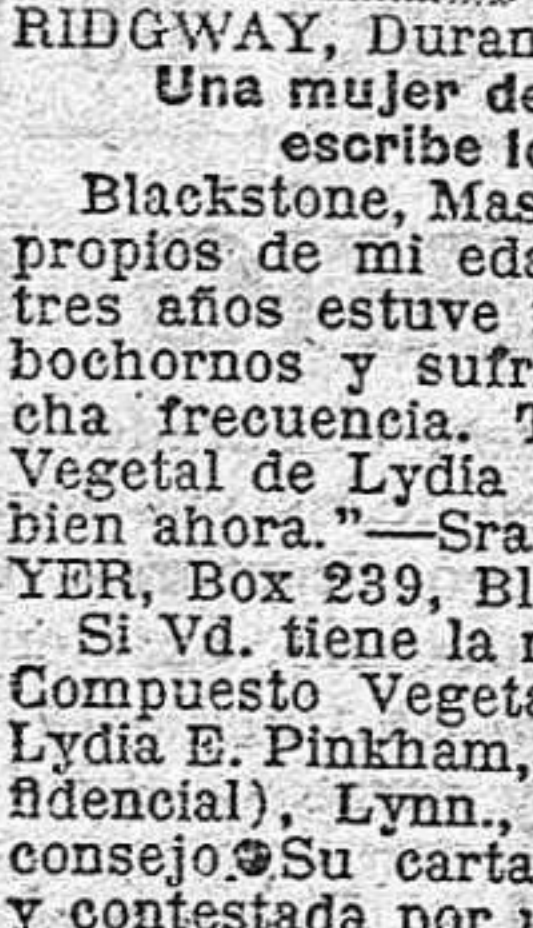 RIDGWAY, Duran
Una mujer de
escribe lo
Blackstone, Mas
propios de mi eda
tres años estuve
bochornos y sufr
cha frecuencia. T
Vegetal de Lydia
bien ahora."—Sra
YER, Box 239, Bl
Si Vd. tiene la
Compuesto Vegeta
Lydia E. Pinkham,
fidencial), Lynn.,
consejo. Su carta
y contestada por